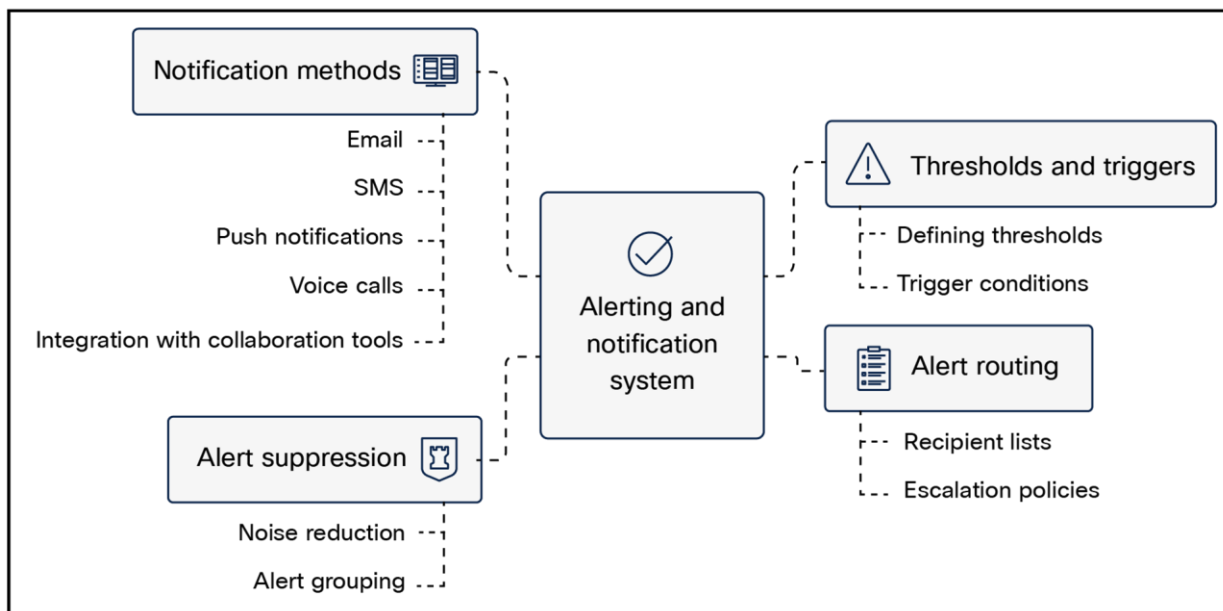 Notification methods
Email
SMS
Push notifications
Voice calls
Integration with collaboration tools
Alert suppression
Noise reduction
Alert grouping
Alerting and
notification
system
Thresholds and triggers
Defining thresholds
Trigger conditions
Alert routing
Recipient lists
Escalation policies